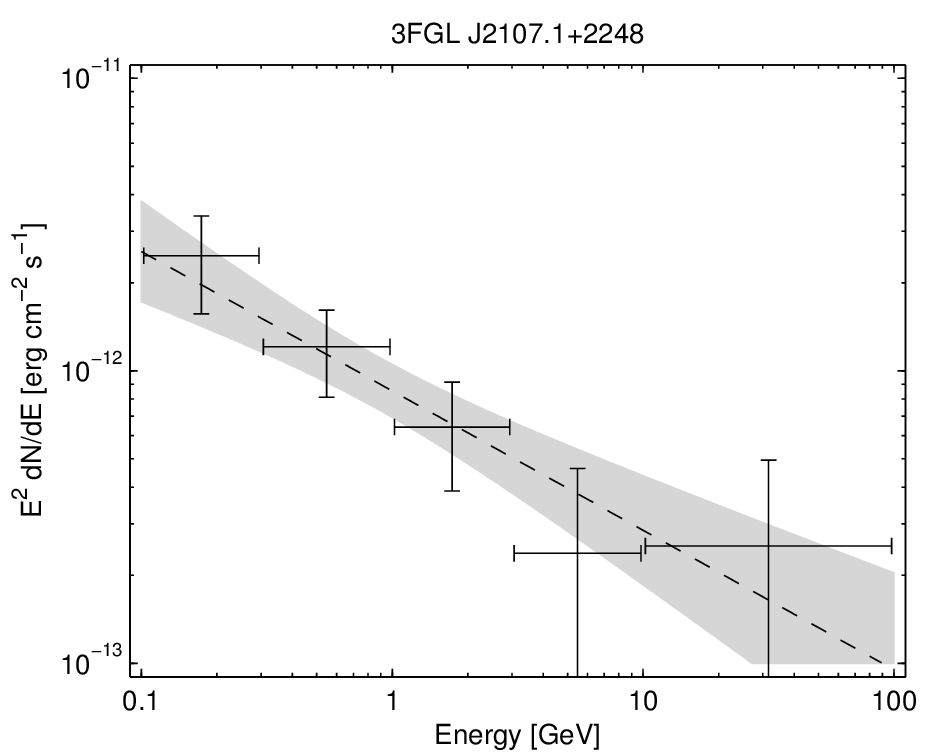 3FGL J2107.1+2248
10⁻¹¹
10⁻¹²
10⁻¹³
E² dN/dE [erg cm⁻² s⁻¹]
0.1 1 10 100
Energy [GeV]